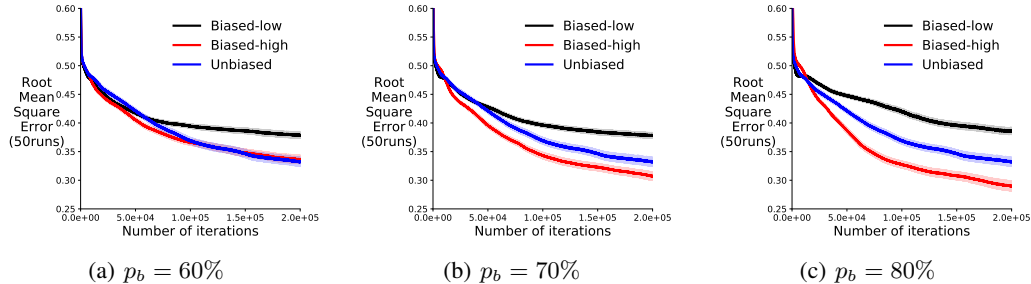 0.60
0.55
0.50
0.45
0.40
0.35
0.30
0.25
Root
Mean
Square
Error
(50runs)
Biased-low
Biased-high
Unbiased
0.0e+00 5.0e+04 1.0e+05 1.5e+05 2.0e+05
Number of iterations
(a) p_b = 60%
0.60
0.55
0.50
0.45
0.40
0.35
0.30
0.25
Root
Mean
Square
Error
(50runs)
Biased-low
Biased-high
Unbiased
0.0e+00 5.0e+04 1.0e+05 1.5e+05 2.0e+05
Number of iterations
(b) p_b = 70%
0.60
0.55
0.50
0.45
0.40
0.35
0.30
0.25
Root
Mean
Square
Error
(50runs)
Biased-low
Biased-high
Unbiased
0.0e+00 5.0e+04 1.0e+05 1.5e+05 2.0e+05
Number of iterations
(c) p_b = 80%